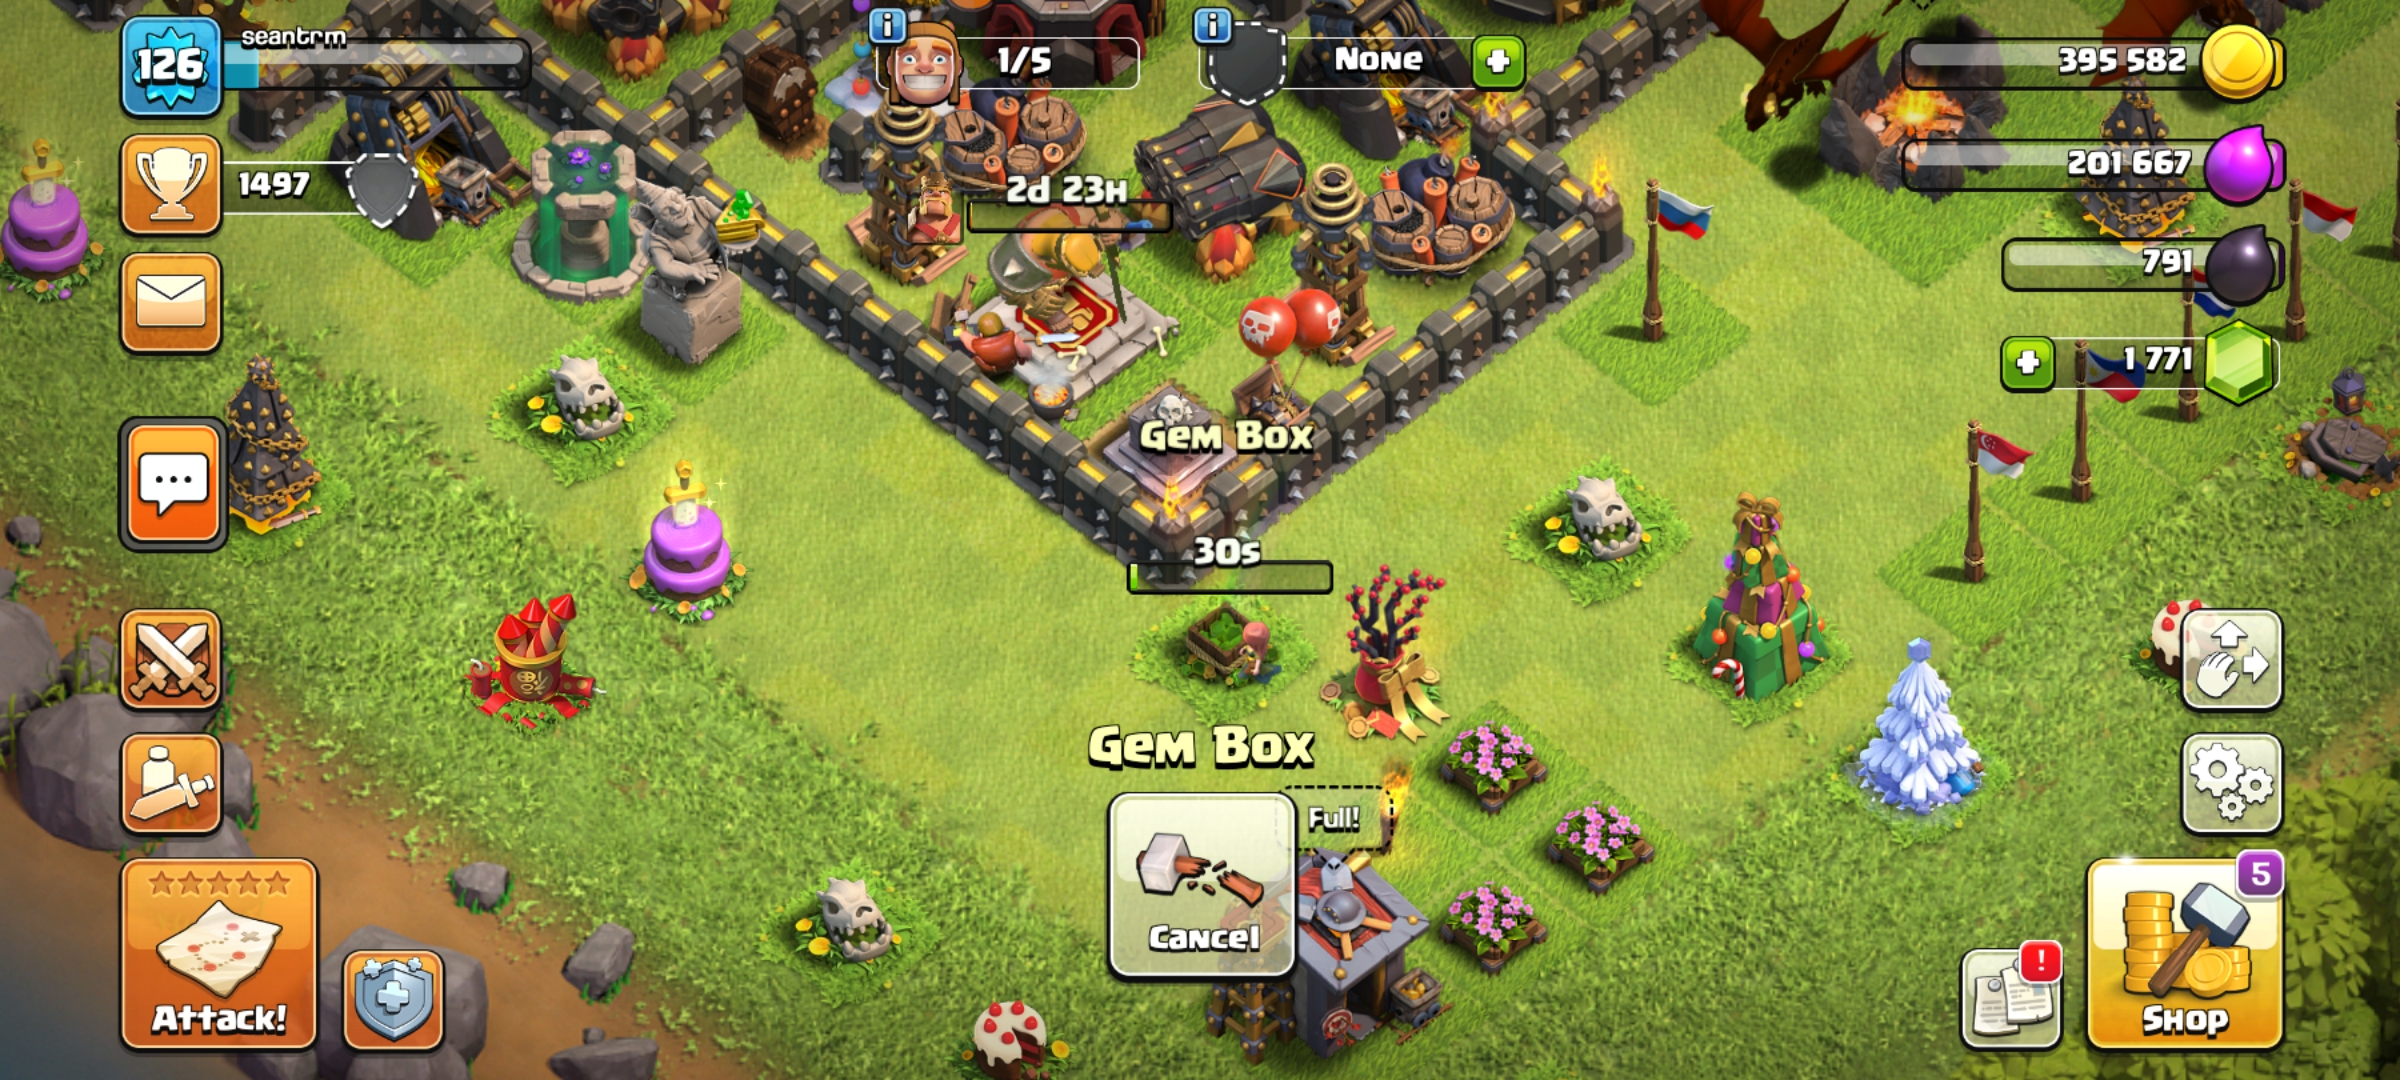 126
seantrm
1/5
None
395 582
1497
2d 23h
201 667
791
1 771
Gem Box
30s
Gem Box
Full!
Cancel
Attack!
5
!
Shop